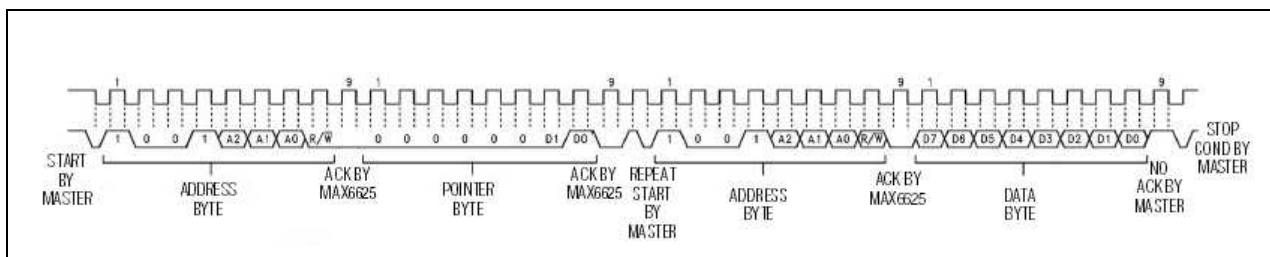 1 9 1 9 1 9 1 9
1 0 0 1 A2 A1 A0 R/W 0 0 0 0 0 0 D1 D0 1 0 0 1 A2 A1 A0 R/W D7 D6 D5 D4 D3 D2 D1 D0
START
BY
MASTER
ADDRESS
BYTE
ACK BY
MAX6625
POINTER
BYTE
ACK BY
MAX6625
REPEAT
START
BY
MASTER
ADDRESS
BYTE
ACK BY
MAX6625
DATA
BYTE
NO
ACK BY
MASTER
STOP
COND BY
MASTER